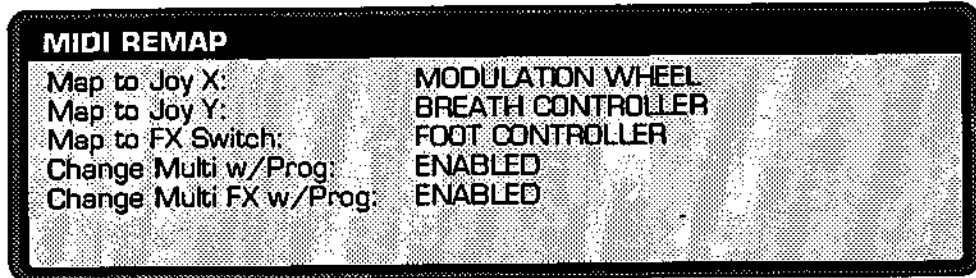 MIDI REMAP
Map to Joy X: MODULATION WHEEL
Map to Joy Y: BREATH CONTROLLER
Map to FX Switch: FOOT CONTROLLER
Change Multi w/Prog: ENABLED
Change Multi FX w/Prog: ENABLED